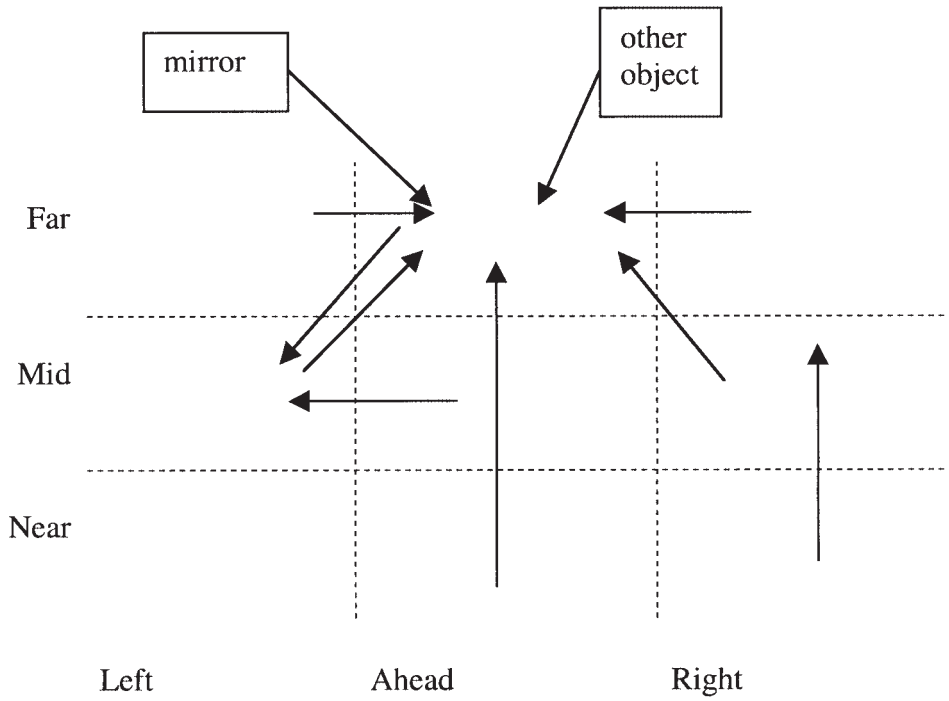 mirror
other
object
Far
Mid
Near
Left Ahead Right